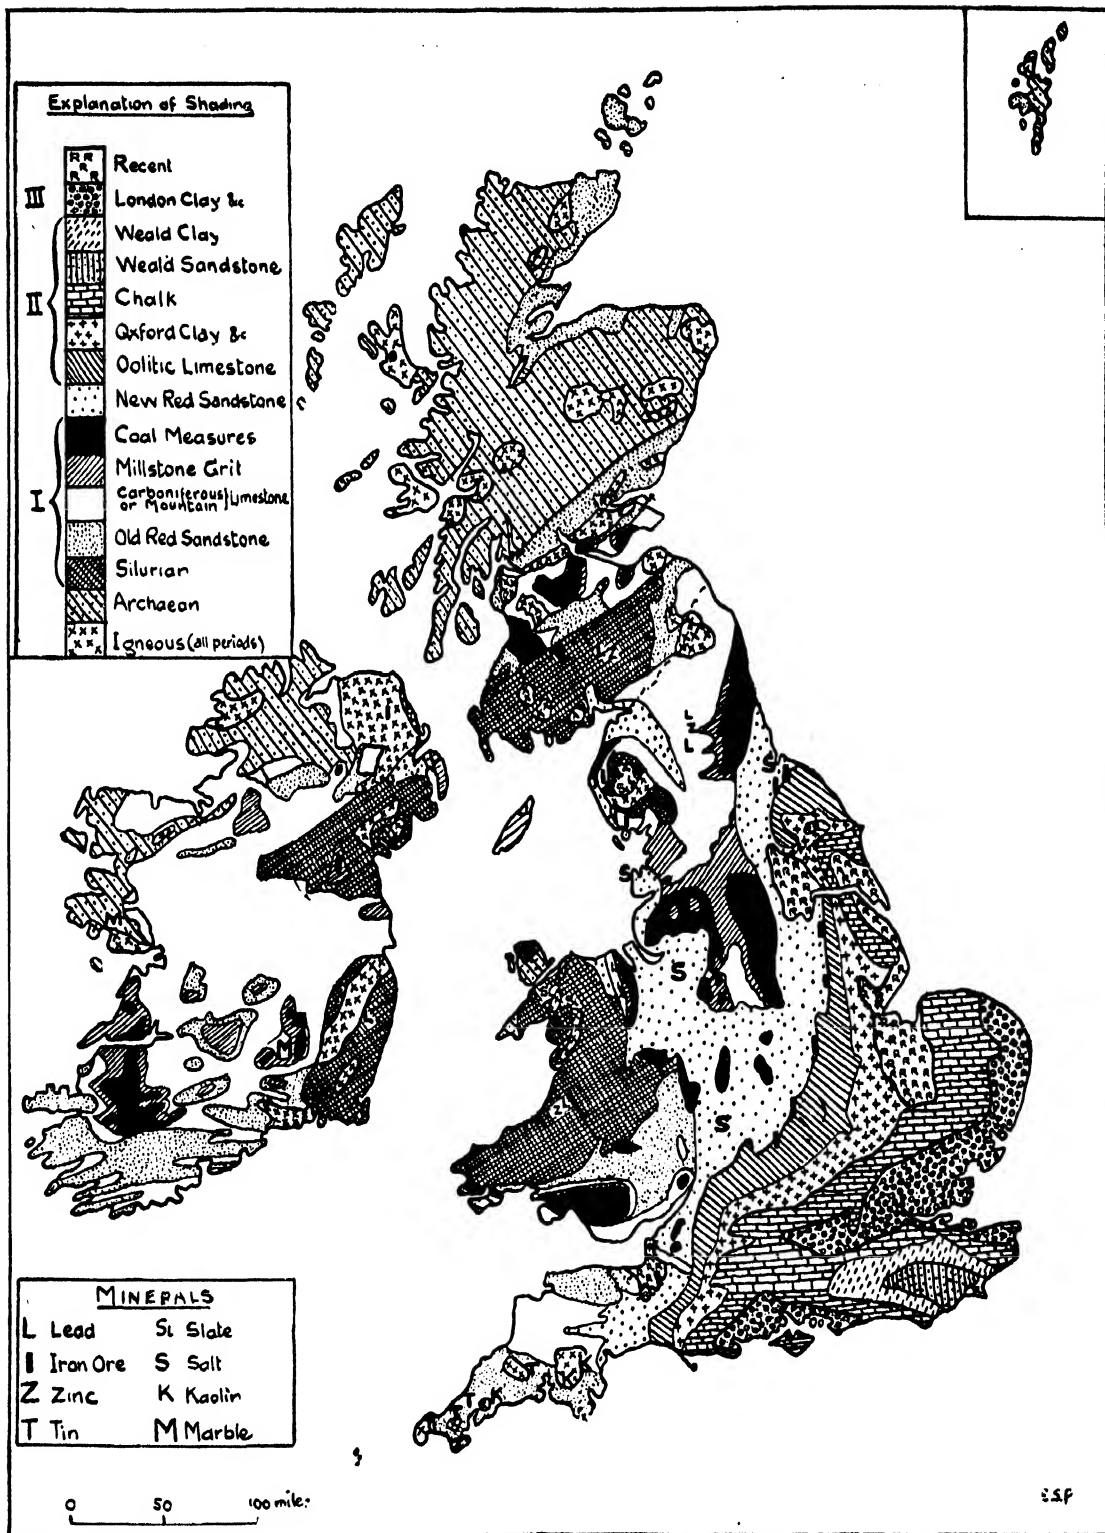 Explanation of Shading
Recent
III London Clay &c
Weald Clay
Weald Sandstone
II Chalk
Oxford Clay &c
Oolitic Limestone
New Red Sandstone
Coal Measures
Millstone Grit
I Carboniferous or Mountain } Limestone
Old Red Sandstone
Silurian
Archaean
Igneous (all periods)
L
Z
L
S
S
S
S
M
M
T
K
MINERALS
L Lead Sl Slate
I Iron Ore S Salt
Z Zinc K Kaolin
T Tin M Marble
0 50 100 miles
E.S.P